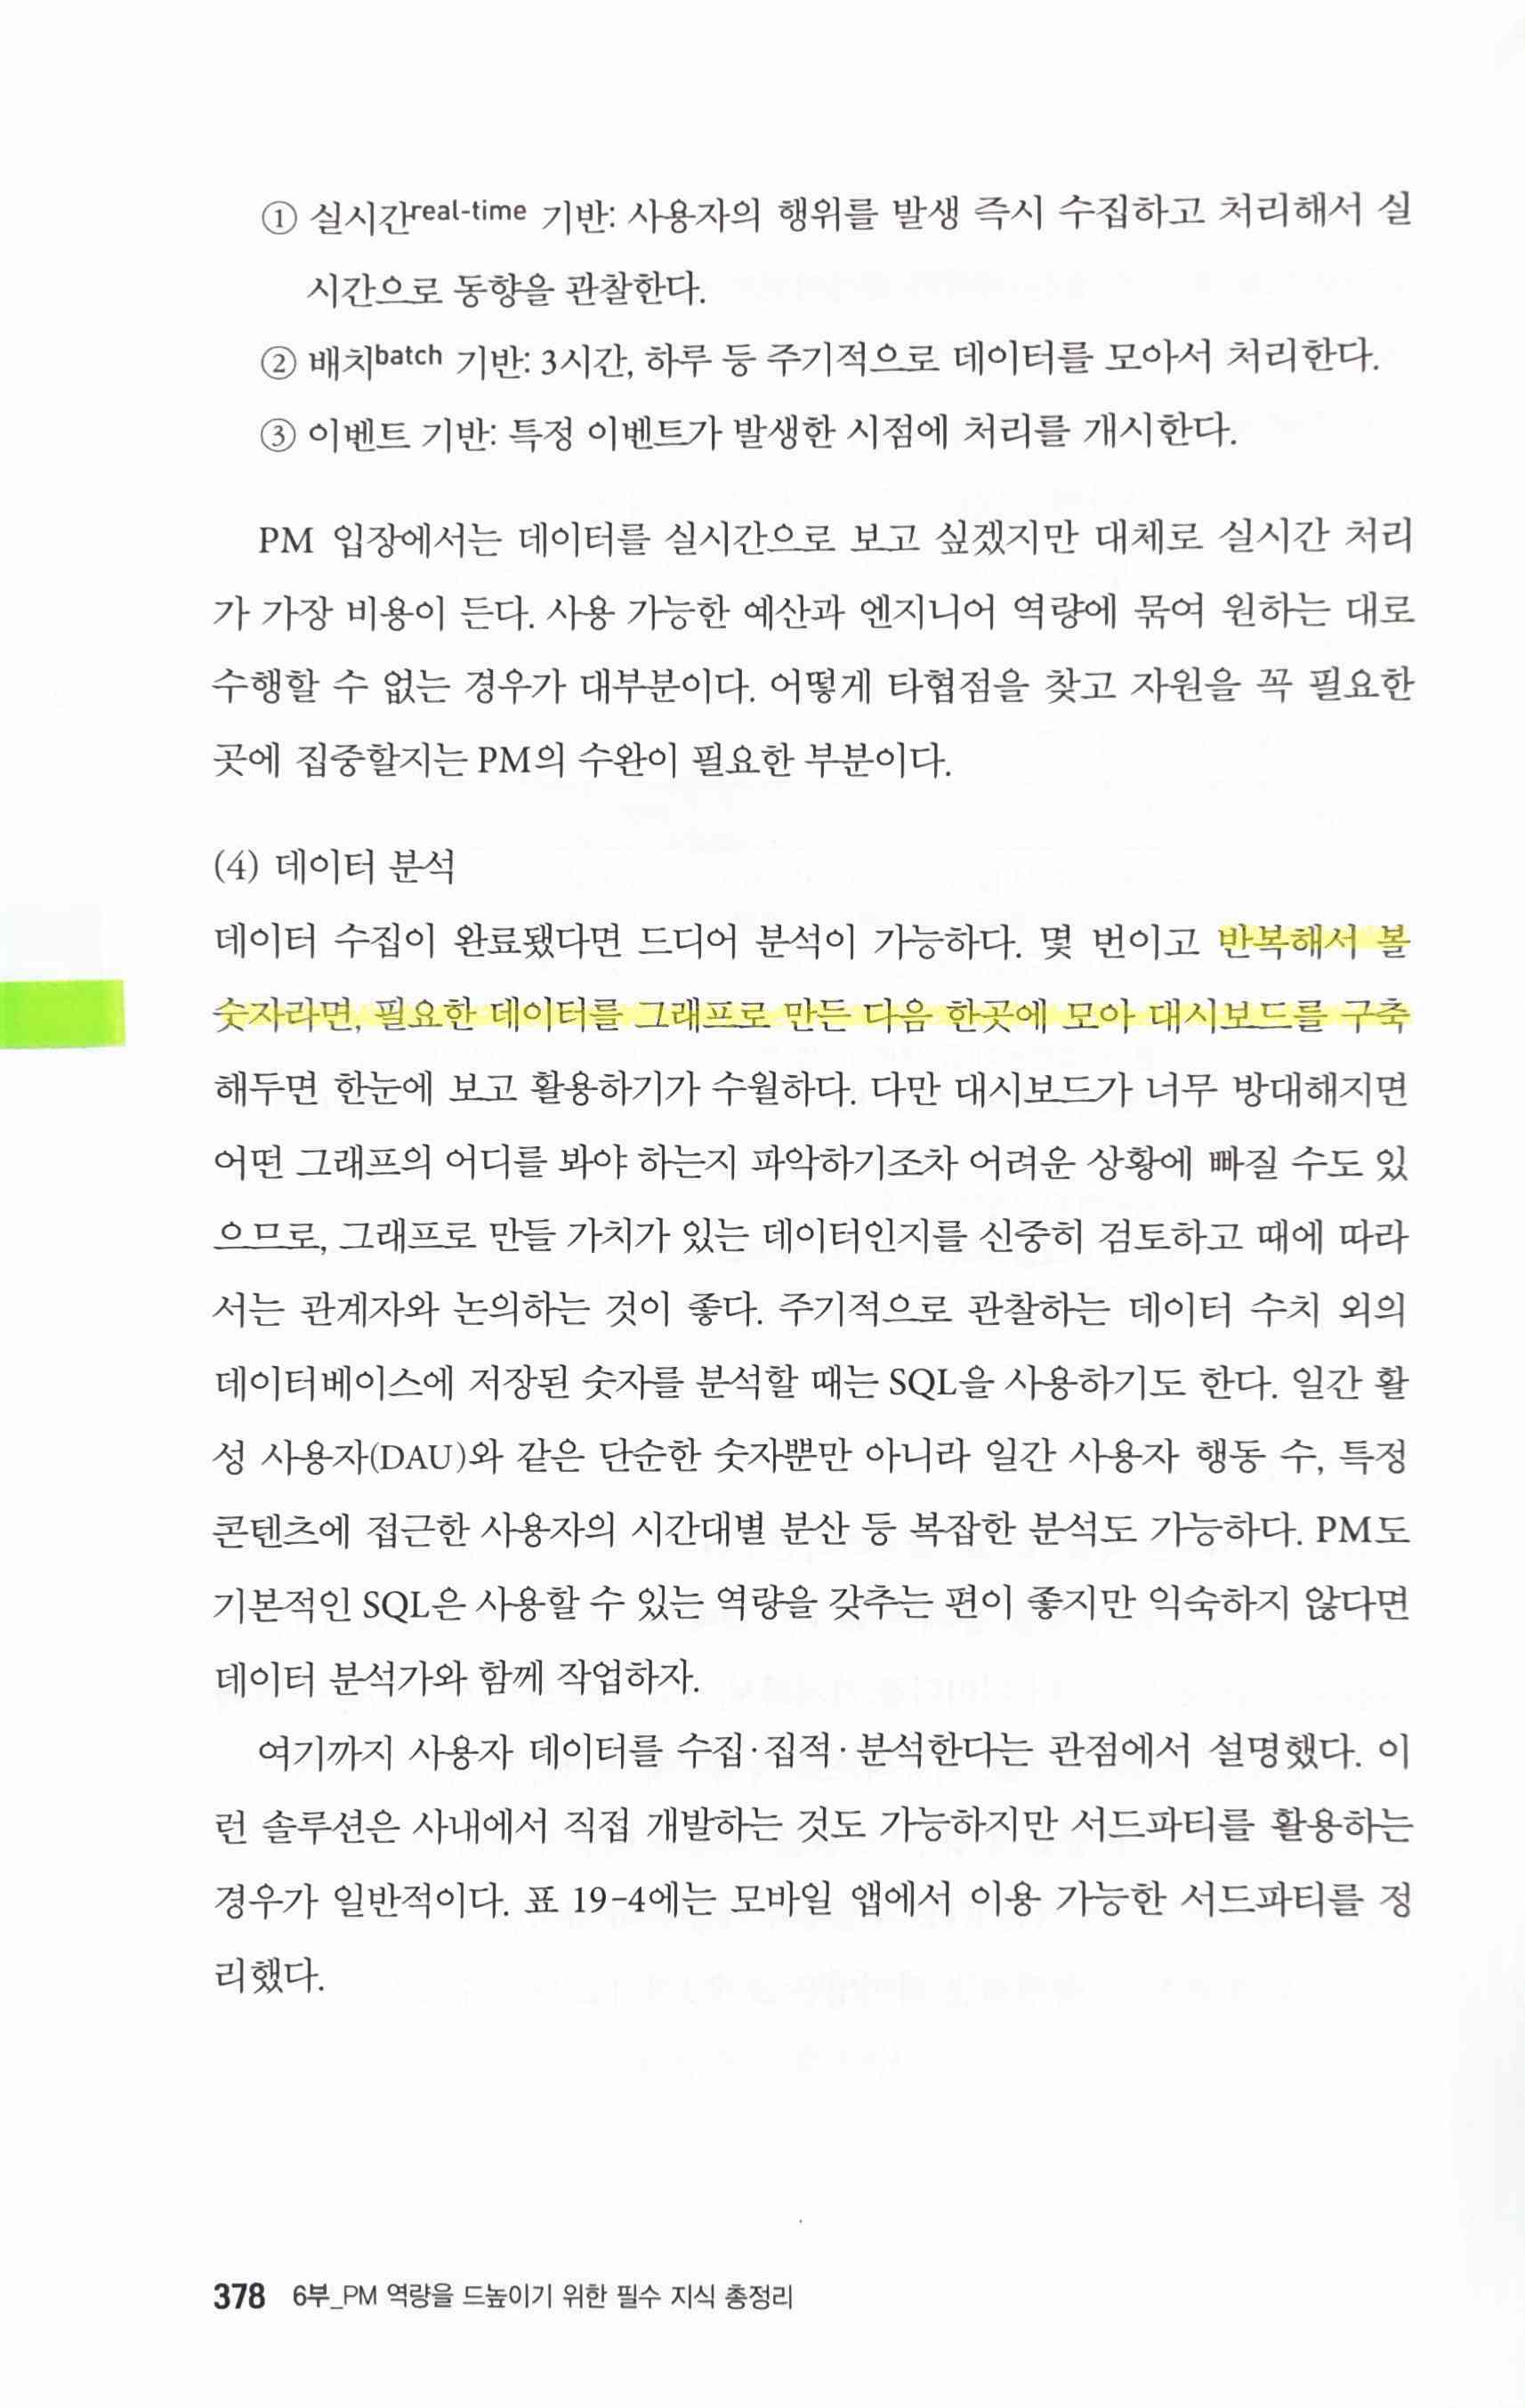 ① 실시간real-time 기반: 사용자의 행위를 발생 즉시 수집하고 처리해서 실
시간으로 동향을 관찰한다.
② 배치batch 기반: 3시간, 하루 등 주기적으로 데이터를 모아서 처리한다.
③ 이벤트 기반: 특정 이벤트가 발생한 시점에 처리를 개시한다.
PM 입장에서는 데이터를 실시간으로 보고 싶겠지만 대체로 실시간 처리
가 가장 비용이 든다. 사용 가능한 예산과 엔지니어 역량에 묶여 원하는 대로
수행할 수 없는 경우가 대부분이다. 어떻게 타협점을 찾고 자원을 꼭 필요한
곳에 집중할지는 PM의 수완이 필요한 부분이다.
(4) 데이터 분석
데이터 수집이 완료됐다면 드디어 분석이 가능하다. 몇 번이고 반복해서 볼
숫자라면, 필요한 데이터를 그래프로 만든 다음 한곳에 모아 대시보드를 구축
해두면 한눈에 보고 활용하기가 수월하다. 다만 대시보드가 너무 방대해지면
어떤 그래프의 어디를 봐야 하는지 파악하기조차 어려운 상황에 빠질 수도 있
으므로, 그래프로 만들 가치가 있는 데이터인지를 신중히 검토하고 때에 따라
서는 관계자와 논의하는 것이 좋다. 주기적으로 관찰하는 데이터 수치 외의
데이터베이스에 저장된 숫자를 분석할 때는 SQL을 사용하기도 한다. 일간 활
성 사용자(DAU)와 같은 단순한 숫자뿐만 아니라 일간 사용자 행동 수, 특정
콘텐츠에 접근한 사용자의 시간대별 분산 등 복잡한 분석도 가능하다. PM도
기본적인 SQL은 사용할 수 있는 역량을 갖추는 편이 좋지만 익숙하지 않다면
데이터 분석가와 함께 작업하자.
여기까지 사용자 데이터를 수집·집적·분석한다는 관점에서 설명했다. 이
런 솔루션은 사내에서 직접 개발하는 것도 가능하지만 서드파티를 활용하는
경우가 일반적이다. 표 19-4에는 모바일 앱에서 이용 가능한 서드파티를 정
리했다.
378 6부_PM 역량을 드높이기 위한 필수 지식 총정리